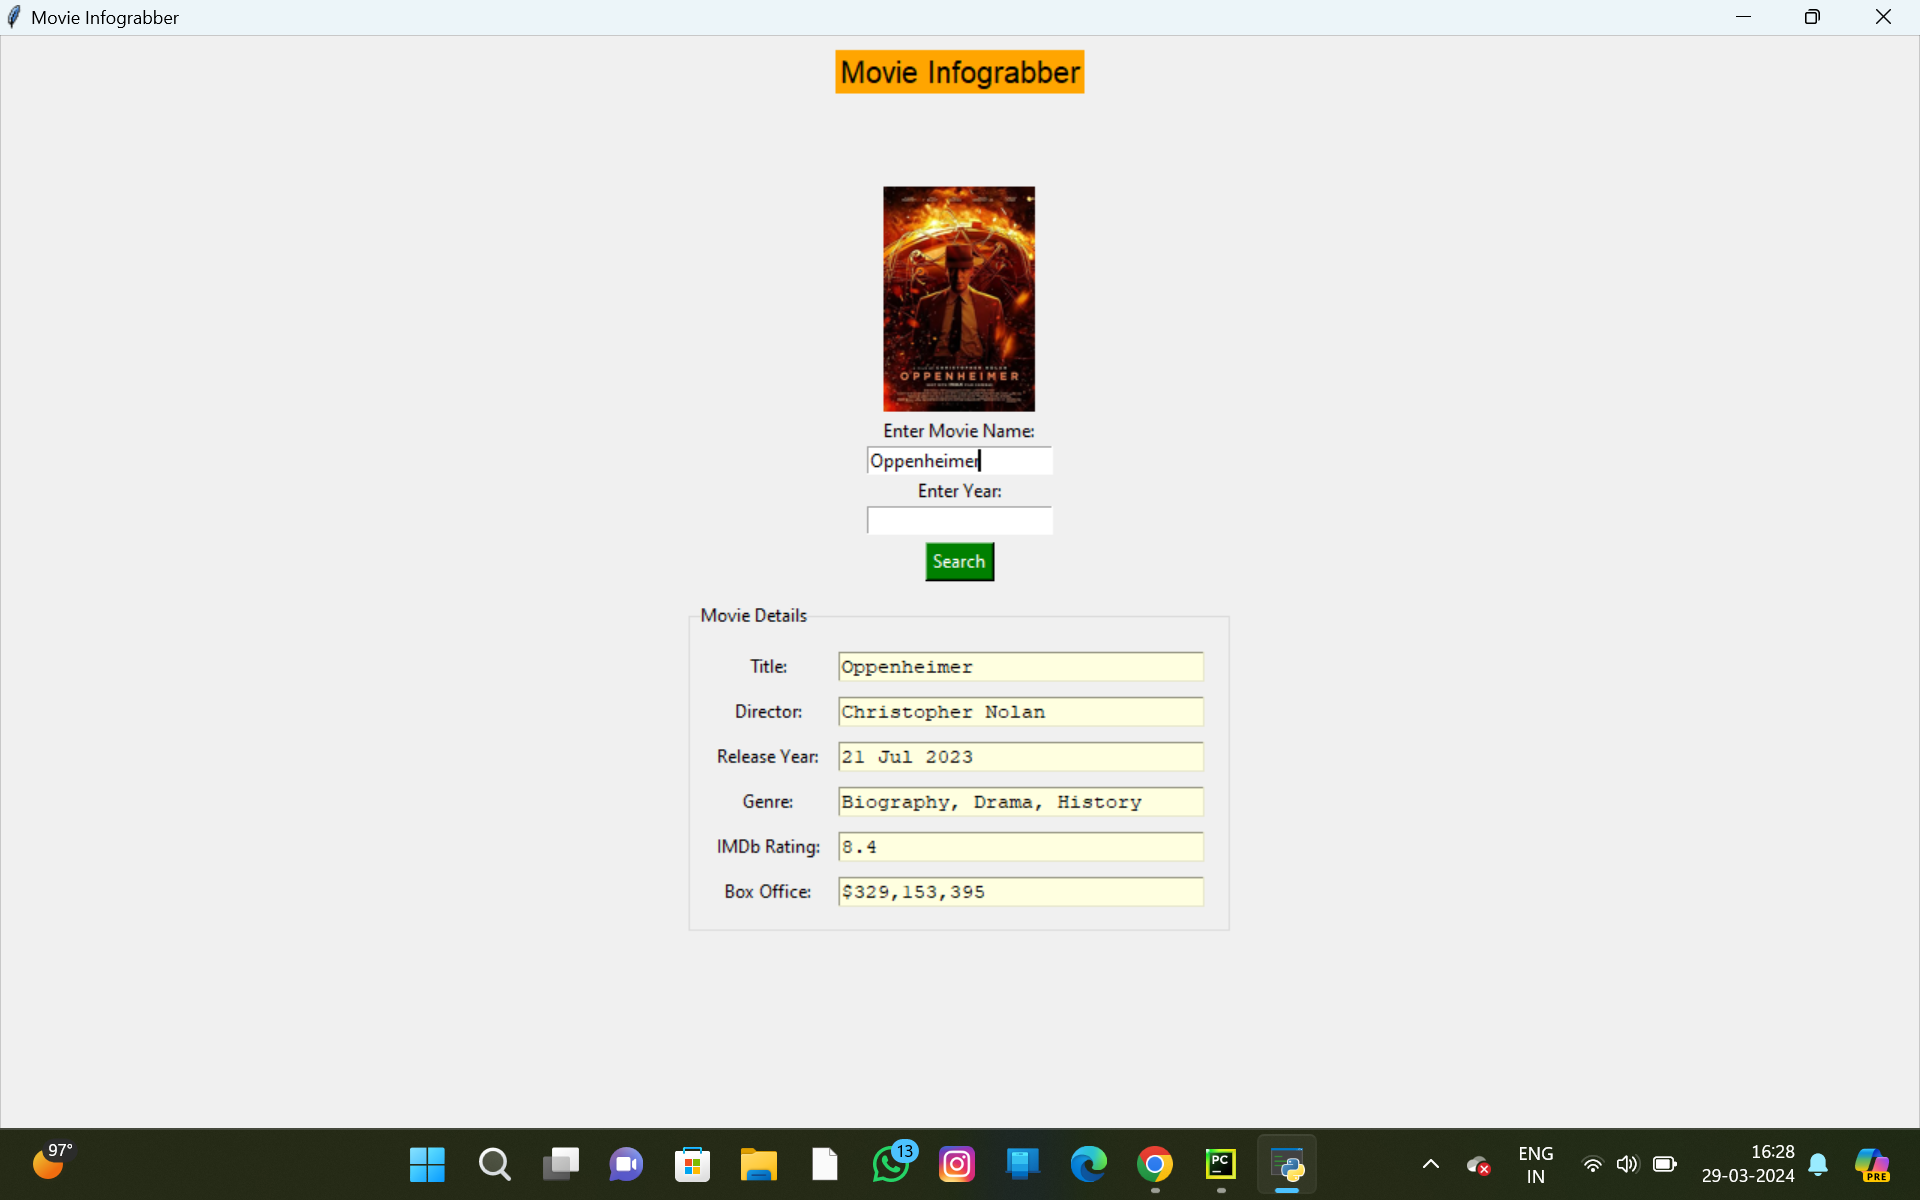 Movie Infograbber
Movie Infograbber
OPPENHEIMER
Enter Movie Name:
Oppenheimer
Enter Year:
Search
Movie Details
Title: Oppenheimer
Director: Christopher Nolan
Release Year: 21 Jul 2023
Genre: Biography, Drama, History
IMDb Rating: 8.4
Box Office: $329,153,395
97°
13
PC
ENG
IN
16:28
29-03-2024
PRE